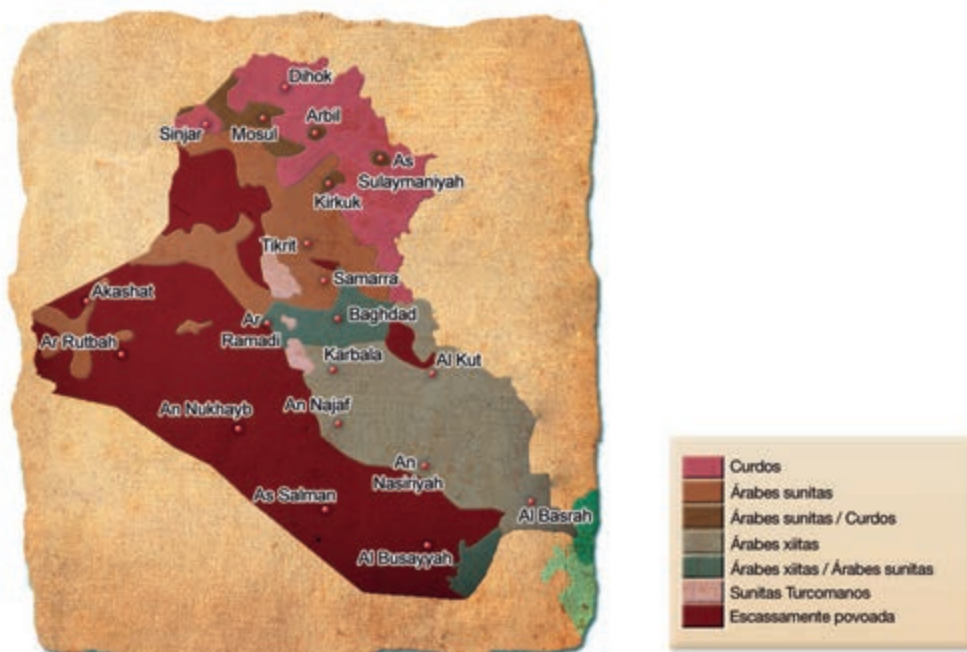 Dihok
Arbil
Sinjar
Mosul
As
Sulaymaniyah
Kirkuk
Tikrit
Samarra
Akashat
Ar
Ramadi
Baghdad
Ar Rutbah
Karbala
Al Kut
An Nukhayb
An Najaf
An
Nasiriyah
As Salman
Al Basrah
Al Busayyah
Curdos
Árabes sunitas
Árabes sunitas / Curdos
Árabes xiitas
Árabes xiitas / Árabes sunitas
Sunitas Turcomanos
Escassamente povoada